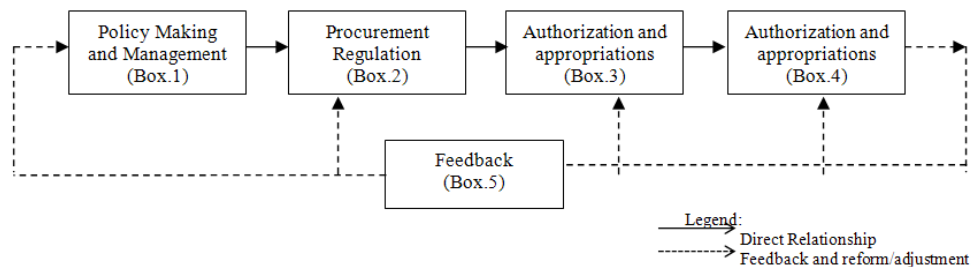 Policy Making
and Management
(Box.1)
Procurement
Regulation
(Box.2)
Authorization and
appropriations
(Box.3)
Authorization and
appropriations
(Box.4)
Feedback
(Box.5)
Legend:
Direct Relationship
Feedback and reform/adjustment